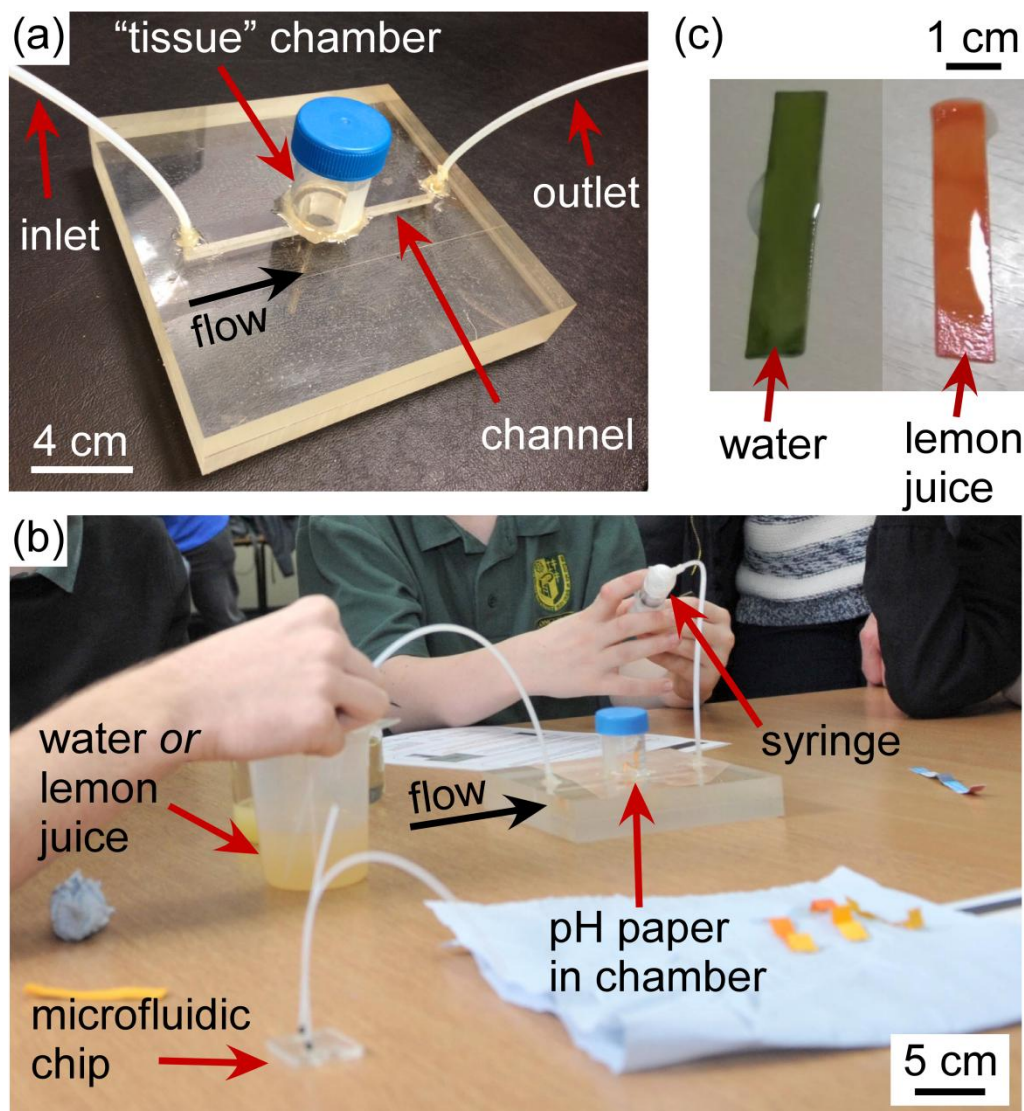 (a)
“tissue” chamber
inlet
outlet
flow
channel
4 cm
(c)
1 cm
water
lemon
juice
(b)
water or
lemon
juice
flow
syringe
pH paper
in chamber
microfluidic
chip
5 cm